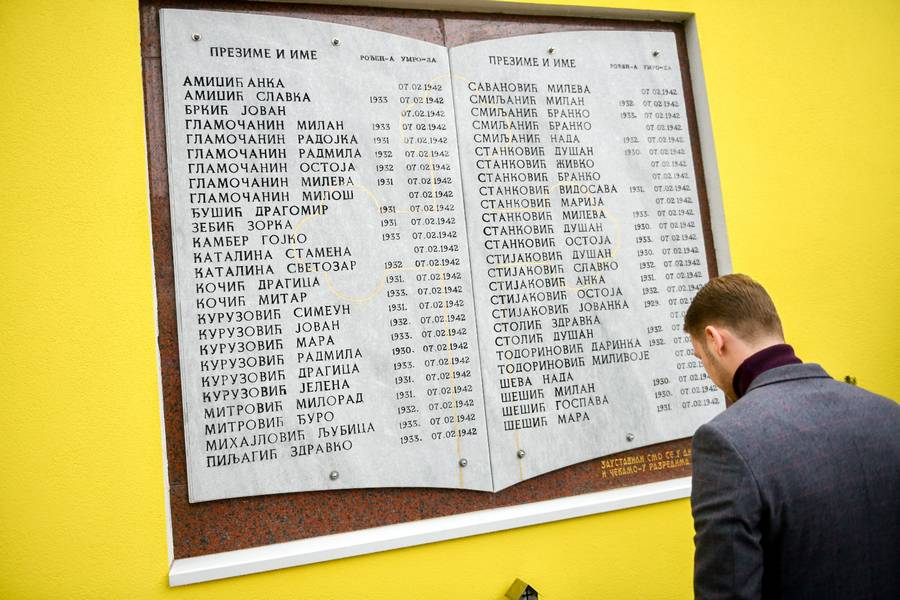 ПРЕЗИМЕ И ИМЕ РОЂЕН-А УМРО-ЛА
АМИЏИЋ АНКА 07.02.1942
АМИЏИЋ СЛАВКА 1933 07.02.1942
БРКИЋ ЈОВАН 07.02.1942
ГЛАМОЧАНИН МИЛАН 1933 07.02.1942
ГЛАМОЧАНИН РАДОЈКА 1931 07.02.1942
ГЛАМОЧАНИН РАДМИЛА 1932 07.02.1942
ГЛАМОЧАНИН ОСТОЈА 1932 07.02.1942
ГЛАМОЧАНИН МИЛЕВА 1931 07.02.1942
ГЛАМОЧАНИН МИЛОШ 07.02.1942
ЂУШИЋ ДРАГОМИР 1931 07.02.1942
ЗЕБИЋ ЗОРКА 1931 07.02.1942
КАМБЕР ГОЈКО 1933 07.02.1942
КАТАЛИНА СТАМЕНА 07.02.1942
КАТАЛИНА СВЕТОЗАР 1932 07.02.1942
КОЧИЋ ДРАГИЦА 1931. 07.02.1942
КОЧИЋ МИТАР 1933. 07.02.1942
КУРУЗОВИЋ СИМЕУН 1931. 07.02.1942
КУРУЗОВИЋ ЈОВАН 1932. 07.02.1942
КУРУЗОВИЋ МАРА 1933. 07.02.1942
КУРУЗОВИЋ РАДМИЛА 1930. 07.02.1942
КУРУЗОВИЋ ДРАГИЦА 1933. 07.02.1942
КУРУЗОВИЋ ЈЕЛЕНА 1931. 07.02.1942
МИТРОВИЋ МИЛОРАД 1931. 07.02.1942
МИТРОВИЋ ЂУРО 1932. 07.02.1942
МИХАЈЛОВИЋ ЉУБИЦА 1933. 07.02.1942
ПИЉАГИЋ ЗДРАВКО 1933. 07.02.1942
ПРЕЗИМЕ И ИМЕ РОЂЕН-А УМРО-ЛА
САВАНОВИЋ МИЛЕВА 07.02.1942.
СМИЉАНИЋ МИЛАН 1932. 07.02.1942.
СМИЉАНИЋ БРАНКО 1933. 07.02.1942.
СМИЉАНИЋ БРАНКО 07.02.1942.
СМИЉАНИЋ НАДА 1932. 07.02.1942.
СТАНКОВИЋ ДУШАН 1930. 07.02.1942.
СТАНКОВИЋ ЖИВКО 07.02.1942.
СТАНКОВИЋ БРАНКО 07.02.1942.
СТАНКОВИЋ ВИДОСАВА 1931. 07.02.1942.
СТАНКОВИЋ МАРИЈА 07.02.1942.
СТАНКОВИЋ МИЛЕВА 1933. 07.02.1942.
СТАНКОВИЋ ДУШАН 1930. 07.02.1942.
СТАНКОВИЋ ОСТОЈА 1933. 07.02.1942.
СТИЈАКОВИЋ ДУШАН 1930. 07.02.1942.
СТИЈАКОВИЋ СЛАВКО 1932. 07.02.1942.
СТИЈАКОВИЋ АНКА 1931. 07.02.1942.
СТИЈАКОВИЋ ОСТОЈА 1932. 07.02.1942.
СТИЈАКОВИЋ ЈОВАНКА 1929. 07.02
СТОЛИЋ ЗДРАВКА 07.0
СТОЛИЋ ДУШАН 1932. 07.0
ТОДОРИНОВИЋ ДАРИНКА 1932. 07.0
ТОДОРИНОВИЋ МИЛИВОЈЕ 07.02
ШЕВА НАДА 07.02.19
ШЕШИЋ МИЛАН 1930. 07.02.1942
ШЕШИЋ ГОСПАВА 1930. 07.02.1942.
ШЕШИЋ МАРА 1931. 07.02.1942.
ЗАУСТАВИЛИ СМО СЕ У
И ЧЕКАМО-У РАЗРЕДИМА